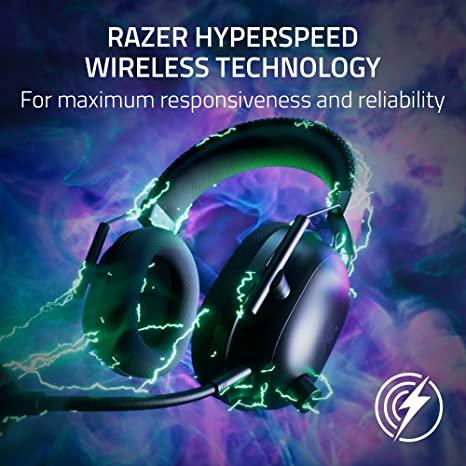 RAZER HYPERSPEED
WIRELESS TECHNOLOGY
For maximum responsiveness and reliability